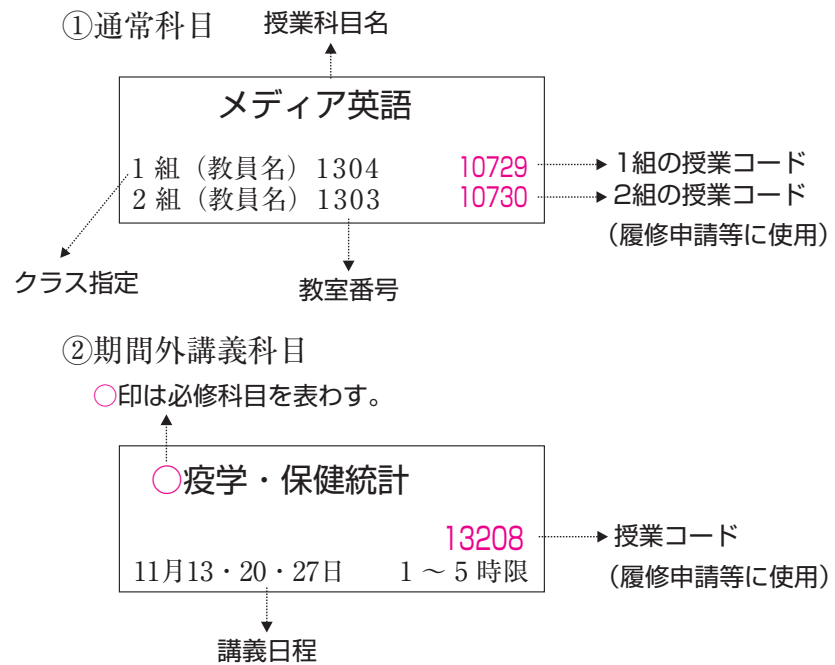 ①通常科目
授業科目名
メディア英語
1 組（教員名）1304 10729
2 組（教員名）1303 10730
1組の授業コード
2組の授業コード
（履修申請等に使用）
クラス指定
教室番号
②期間外講義科目
○印は必修科目を表わす。
○疫学・保健統計
13208
11月13・20・27日 1 ～ 5 時限
授業コード
（履修申請等に使用）
講義日程